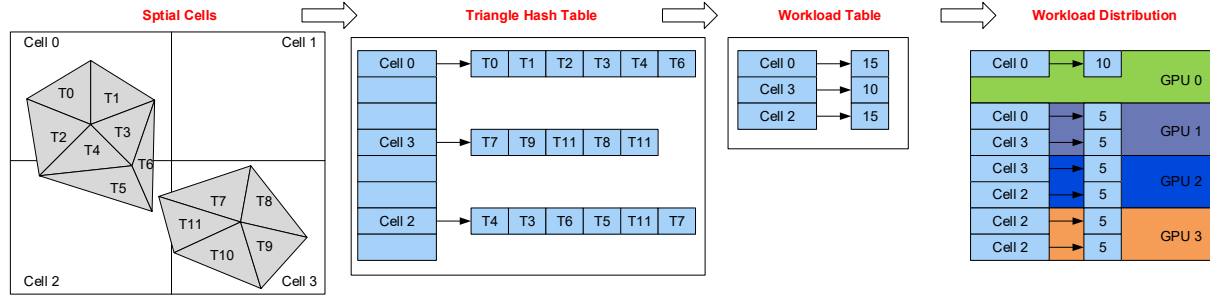 Sptial Cells
Triangle Hash Table
Workload Table
Workload Distribution
Cell 0
Cell 1
T0
T1
T2
T3
T4
T6
T5
T7
T8
T11
T9
T10
Cell 2
Cell 3
Cell 0 T0 T1 T2 T3 T4 T6
Cell 3 T7 T9 T11 T8 T11
Cell 2 T4 T3 T6 T5 T11 T7
Cell 0 15
Cell 3 10
Cell 2 15
Cell 0 10
GPU 0
Cell 0 5
Cell 3 5
GPU 1
Cell 3 5
Cell 2 5
GPU 2
Cell 2 5
Cell 2 5
GPU 3